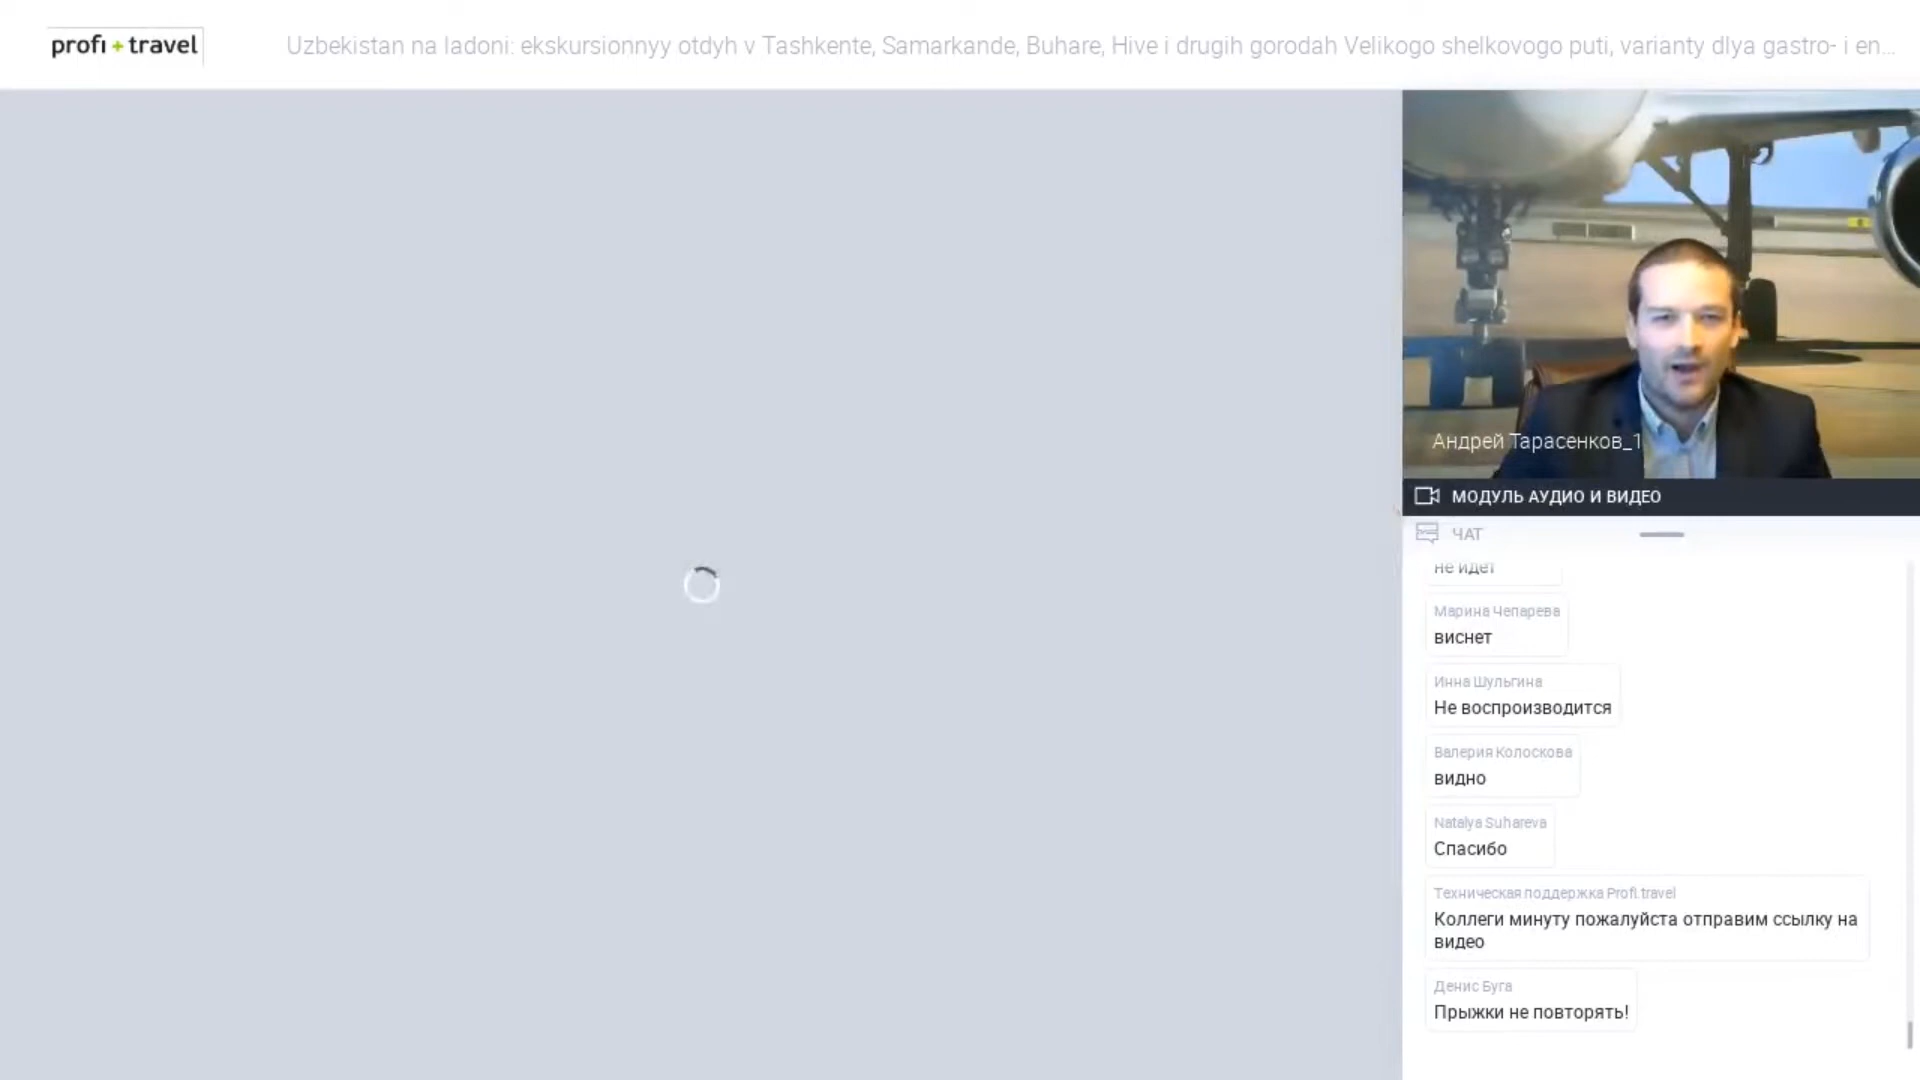 profi + travel
Uzbekistan na ladoni: ekskursionnyy otdyh v Tashkente, Samarkande, Buhare, Hive i drugih gorodah Velikogo shelkovogo puti, varianty dlya gastro- i en...
Андрей Тарасенков_1
МОДУЛЬ АУДИО И ВИДЕО
ЧАТ
не идет
Марина Чепарева
виснет
Инна Шульгина
Не воспроизводится
Валерия Колоскова
видно
Natalya Suhareva
Спасибо
Техническая поддержка Profi.travel
Коллеги минуту пожалуйста отправим ссылку на
видео
Денис Буга
Прыжки не повторять!